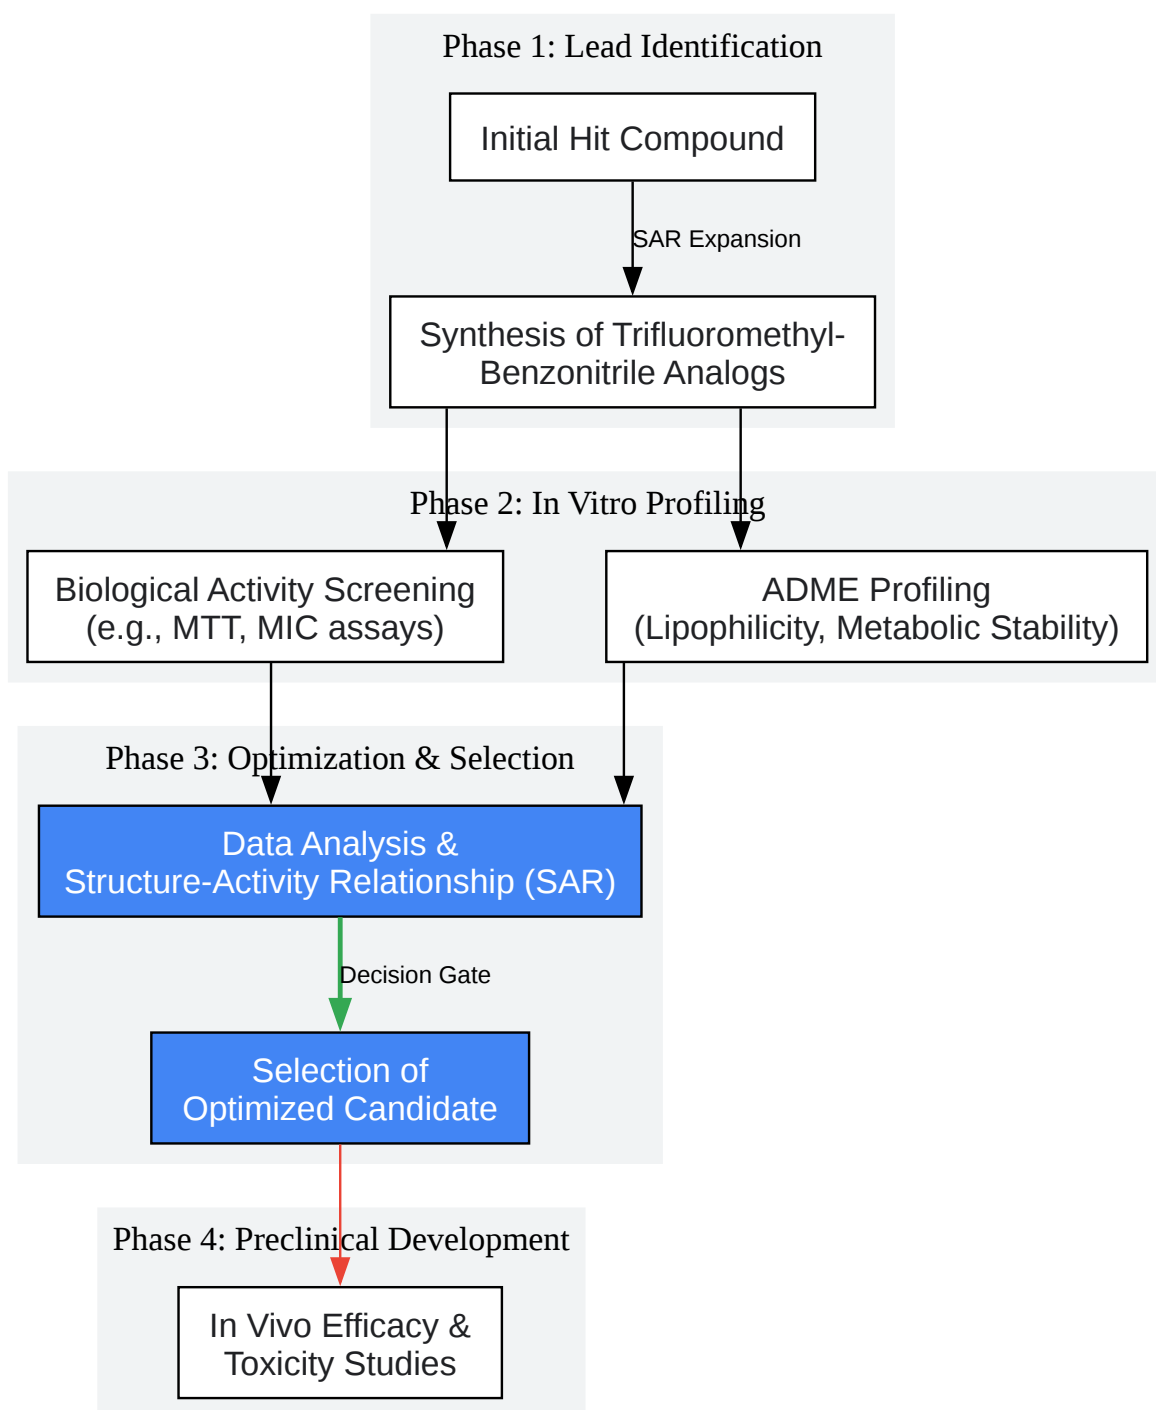 Phase 1: Lead Identification
Initial Hit Compound
SAR Expansion
Synthesis of Trifluoromethyl-
Benzonitrile Analogs
Phase 2: In Vitro Profiling
Biological Activity Screening
(e.g., MTT, MIC assays)
ADME Profiling
(Lipophilicity, Metabolic Stability)
Phase 3: Optimization & Selection
Data Analysis &
Structure-Activity Relationship (SAR)
Decision Gate
Selection of
Optimized Candidate
Phase 4: Preclinical Development
In Vivo Efficacy &
Toxicity Studies